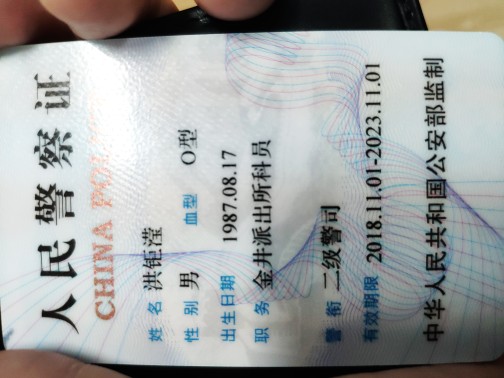 人民警察证
CHINA POLICE
姓名 洪钜滢
性别 男 血型 O型
出生日期 1987.08.17
职务 金井派出所科员
警衔 二级警司
有效期限 2018.11.01-2023.11.01
中华人民共和国公安部监制